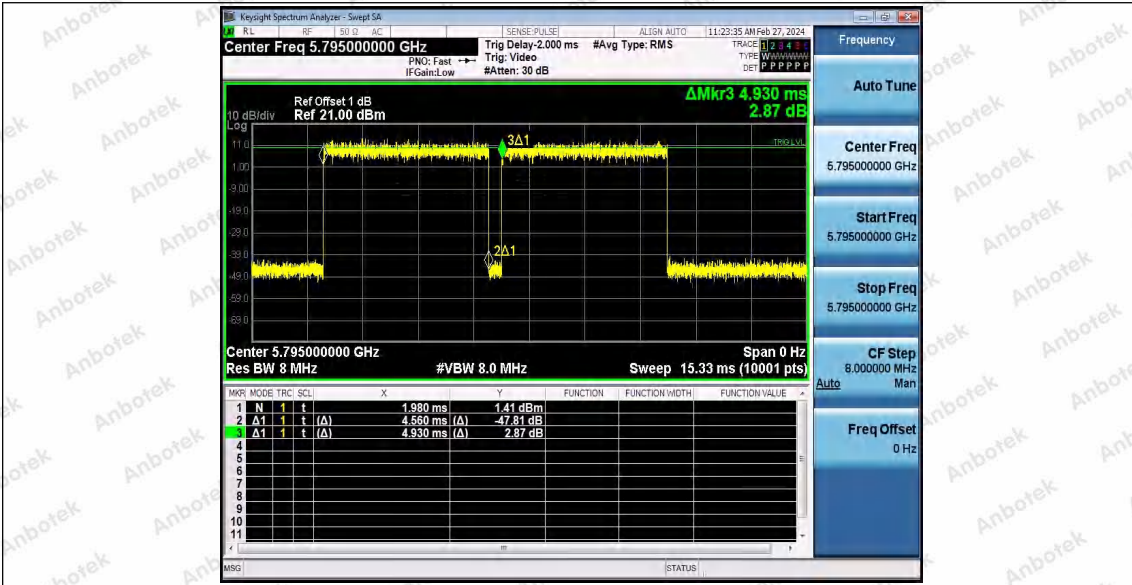 Keysight Spectrum Analyzer - Swept SA
RL RF 50 Ω AC SENSE:PULSE ALIGN AUTO 11:23:35 AM Feb 27, 2024
Center Freq 5.795000000 GHz
PNO: Fast
IFGain:Low
Trig Delay-2.000 ms
Trig: Video
#Atten: 30 dB
#Avg Type: RMS
TRACE 1 2 3 4 5 6
TYPE WWWWWW
DET P P P P P P
ΔMkr3 4.930 ms
2.87 dB
10 dB/div
Log
Ref Offset 1 dB
Ref 21.00 dBm
11.0
1.00
-9.00
-19.0
-29.0
-39.0
-49.0
-59.0
-69.0
3Δ1
TRIG LVL
2Δ1
Center 5.795000000 GHz
Span 0 Hz
Res BW 8 MHz
#VBW 8.0 MHz
Sweep 15.33 ms (10001 pts)
MKR MODE TRC SCL X Y FUNCTION FUNCTION WIDTH FUNCTION VALUE
1 N 1 t 1.980 ms 1.41 dBm
2 Δ1 1 t (Δ) 4.560 ms (Δ) -47.81 dB
3 Δ1 1 t (Δ) 4.930 ms (Δ) 2.87 dB
4
5
6
7
8
9
10
11
MSG
STATUS
Frequency
Auto Tune
Center Freq
5.795000000 GHz
Start Freq
5.795000000 GHz
Stop Freq
5.795000000 GHz
CF Step
8.000000 MHz
Auto Man
Freq Offset
0 Hz
Anbotek